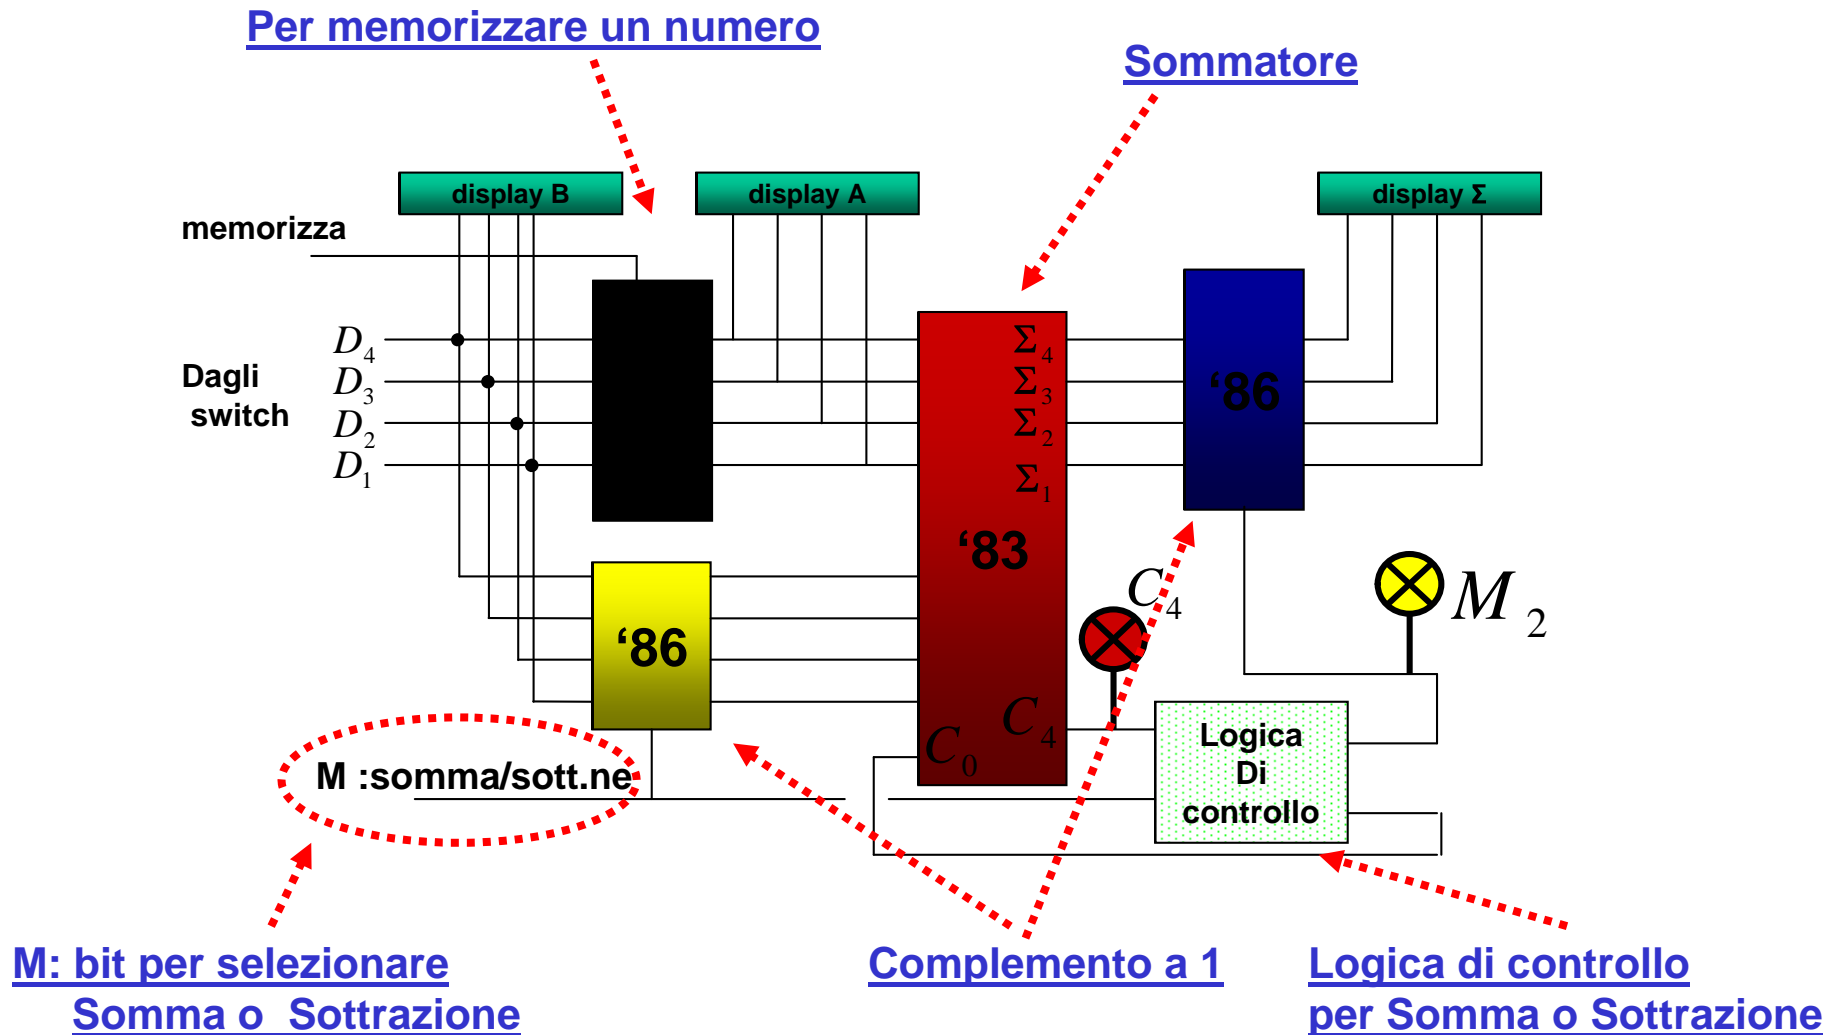 Per memorizzare un numero
Sommatore
display B
display A
display Σ
memorizza
D4
D3
D2
D1
Dagli
switch
Σ4
Σ3
Σ2
Σ1
‘86
‘83
C4
M2
‘86
C4
C0
Logica
Di
controllo
M :somma/sott.ne
M: bit per selezionare
Somma o Sottrazione
Complemento a 1
Logica di controllo
per Somma o Sottrazione